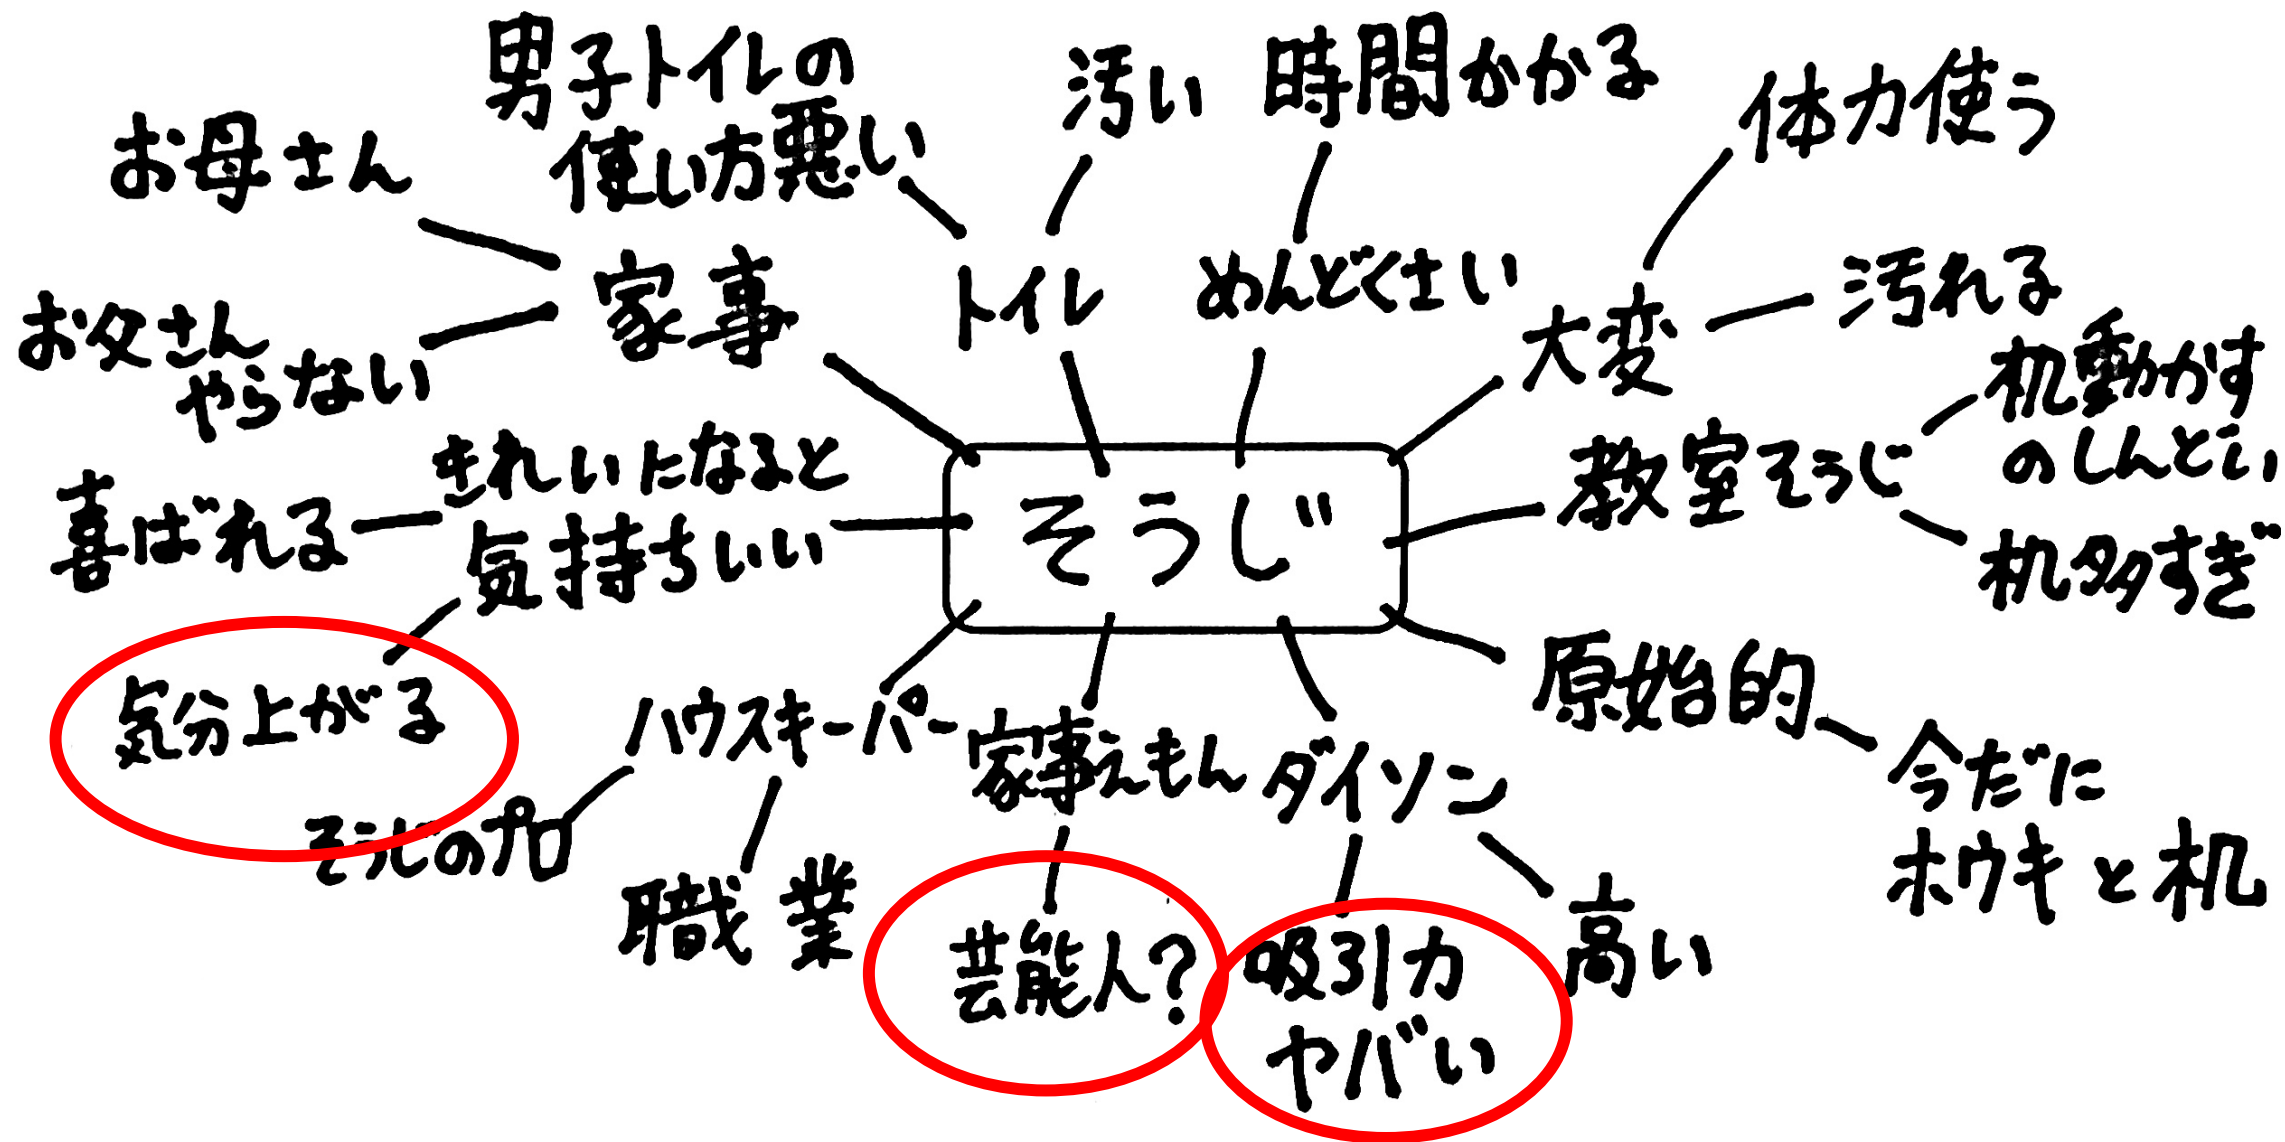 男子トイレの
使い方悪い
汚い
時間かかる
体力使う
お母さん
家事
トイレ
めんどくさい
大変
汚れる
お父さん
やらない
机動かす
のしんどい
きれいになると
気持ちいい
喜ばれる
そうじ
教室そうじ
机多すぎ
気分上がる
ハウスキーパー
家事えもん
ダイソン
原始的
今だに
ホウキと机
そうじのプロ
職業
芸能人?
吸引力
ヤバい
高い